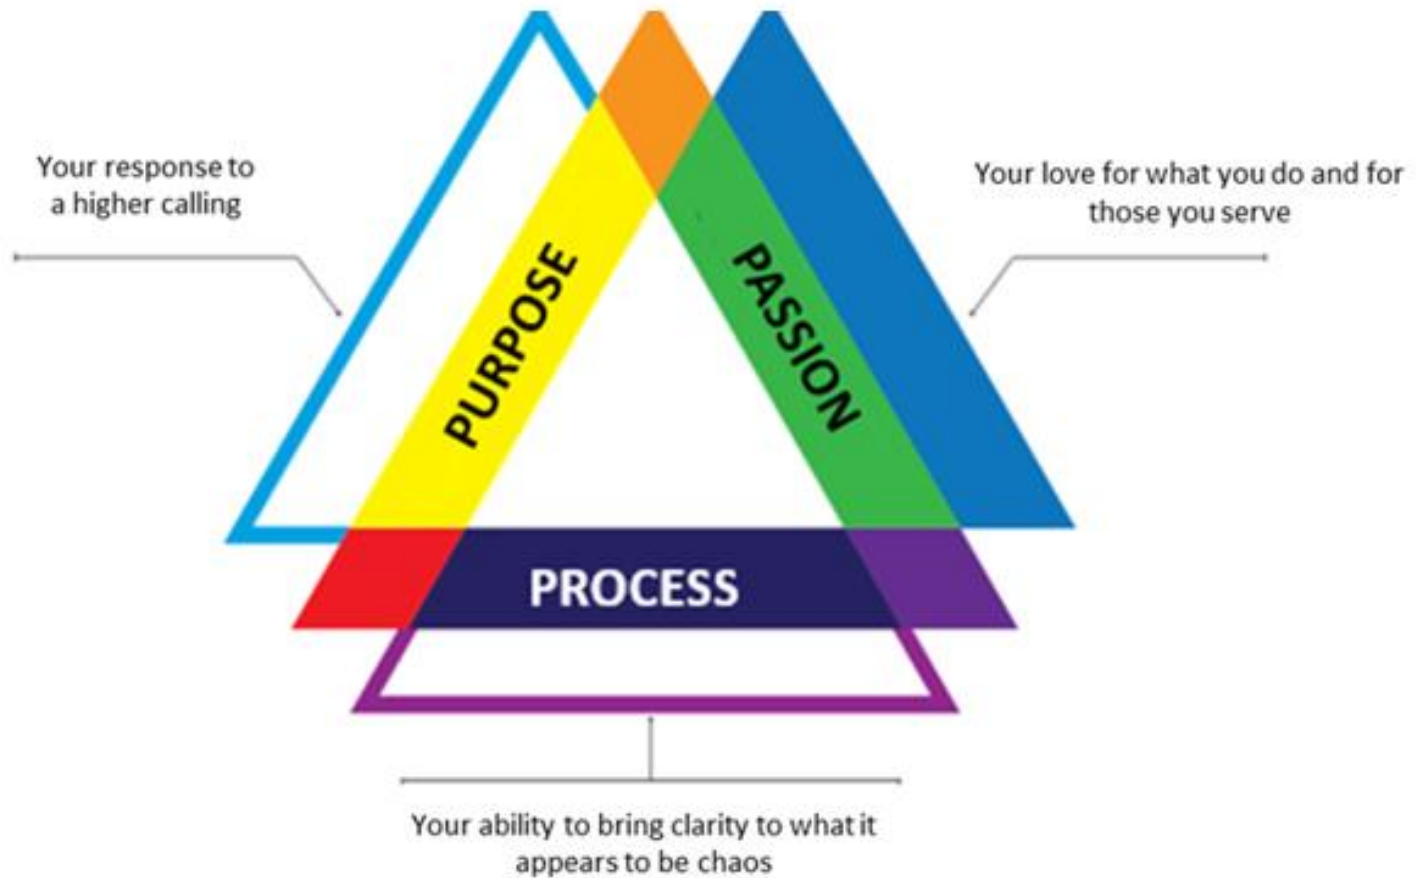 Your response to
a higher calling
Your love for what you do and for
those you serve
PURPOSE
PASSION
PROCESS
Your ability to bring clarity to what it
appears to be chaos